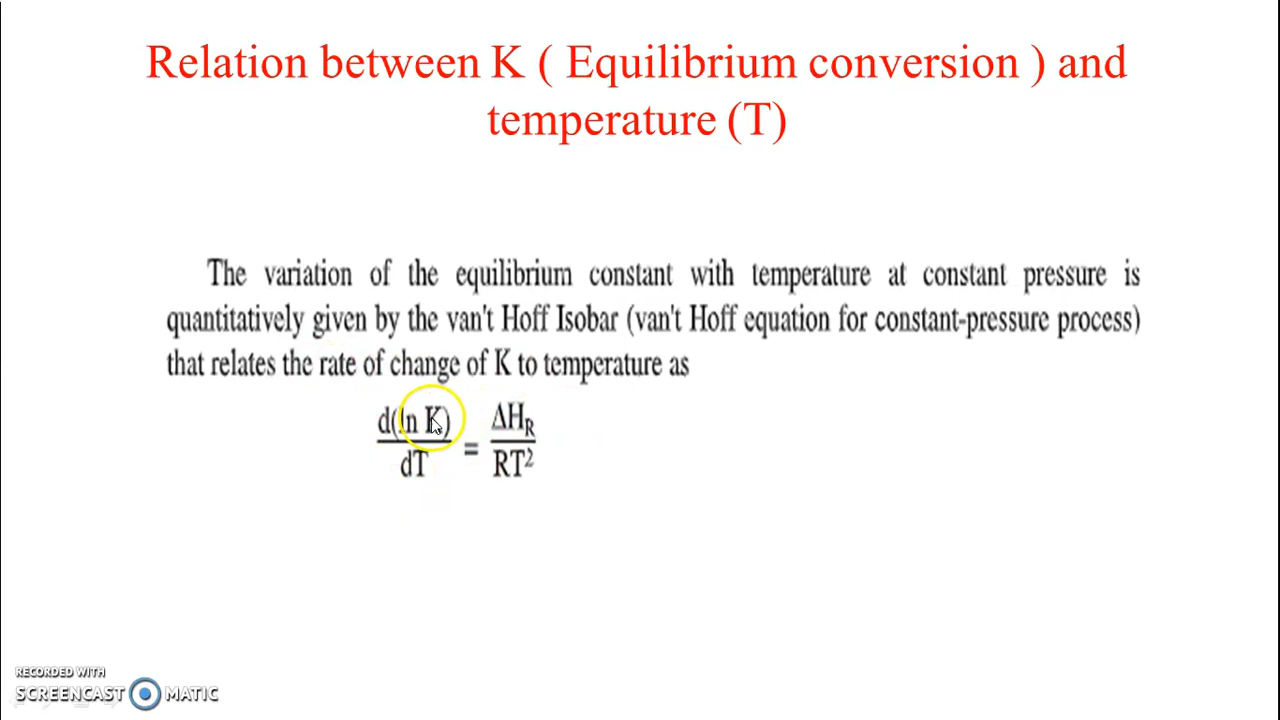 Relation between K ( Equilibrium conversion ) and
temperature (T)
The variation of the equilibrium constant with temperature at constant pressure is
quantitatively given by the van't Hoff Isobar (van't Hoff equation for constant-pressure process)
that relates the rate of change of K to temperature as
d(ln K)/dT = ΔH_R/RT²
RECORDED WITH
SCREENCAST MATIC